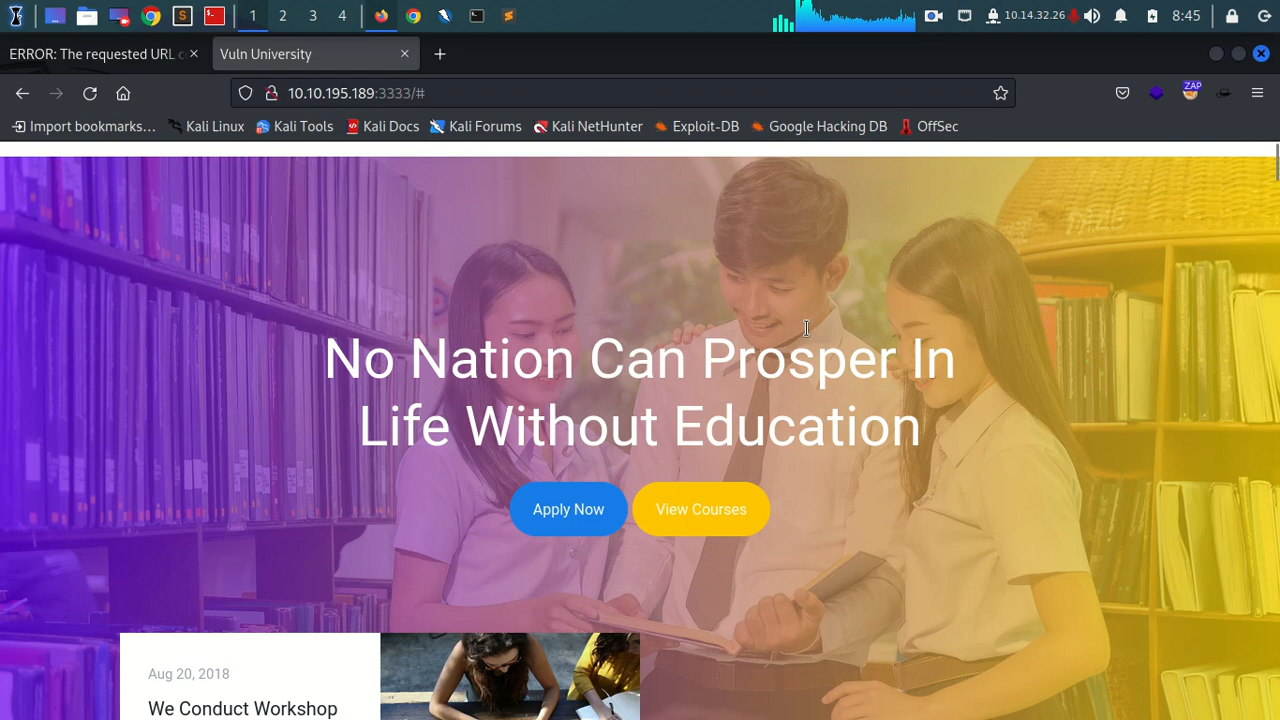 1 2 3 4 10.14.32.26 8:45
ERROR: The requested URL c
Vuln University
10.10.195.189:3333/#
ZAP
Import bookmarks... Kali Linux Kali Tools Kali Docs Kali Forums Kali NetHunter Exploit-DB Google Hacking DB OffSec
No Nation Can Prosper In
Life Without Education
Apply Now View Courses
Aug 20, 2018
We Conduct Workshop